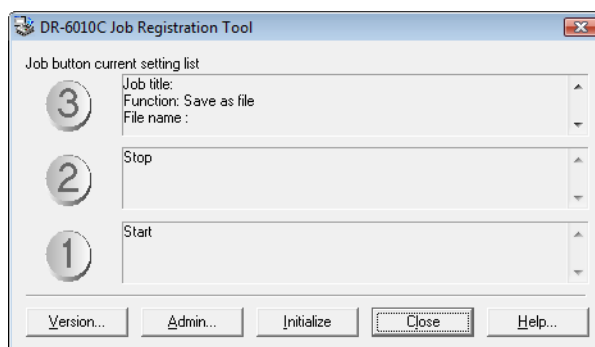 DR-6010C Job Registration Tool
Job button current setting list
3
Job title:
Function: Save as file
File name :
2
Stop
1
Start
Version... Admin... Initialize Close Help...